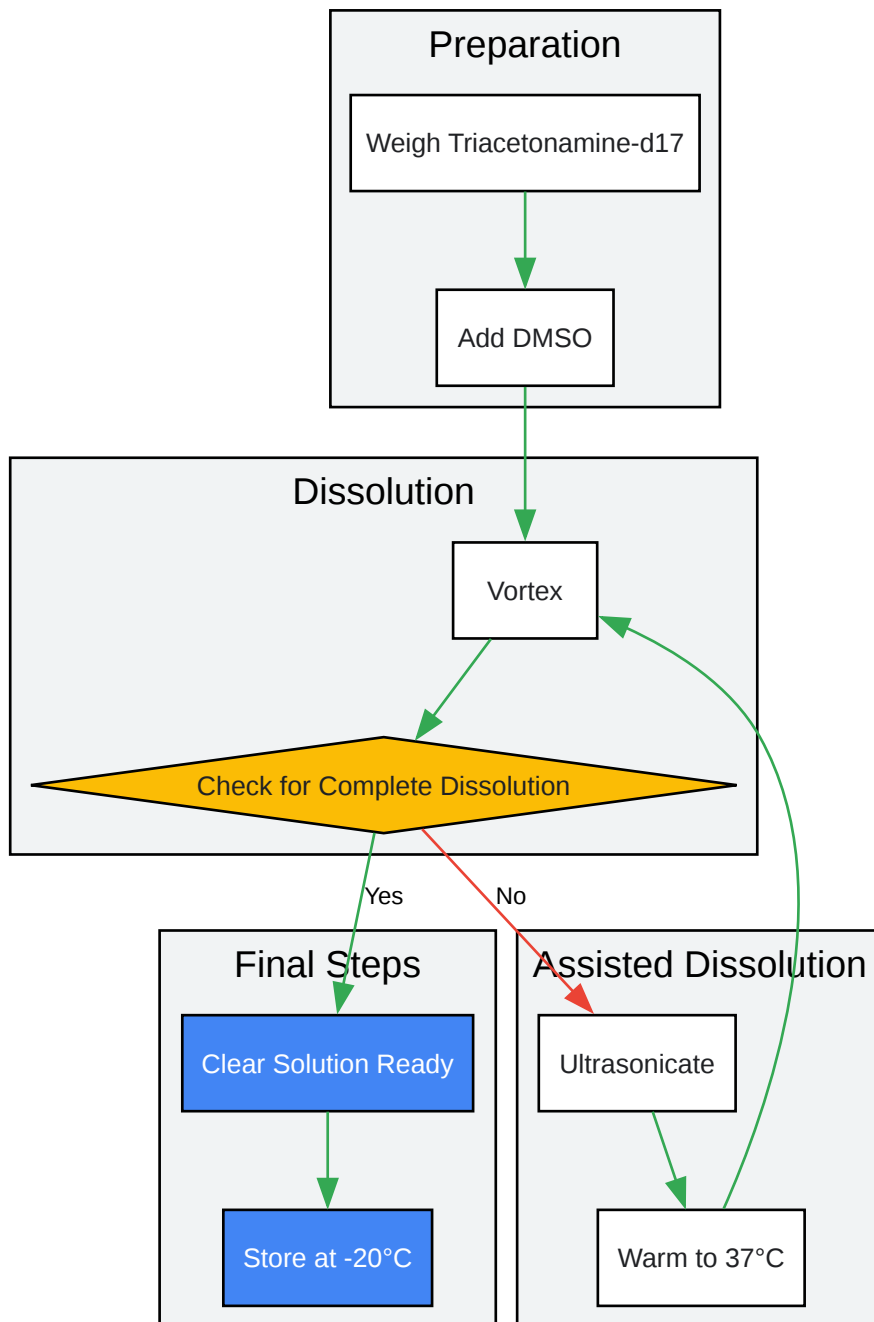 Preparation
Weigh Triacetonamine-d17
Add DMSO
Dissolution
Vortex
Check for Complete Dissolution
Yes
No
Final Steps
Clear Solution Ready
Store at -20°C
Assisted Dissolution
Ultrasonicate
Warm to 37°C